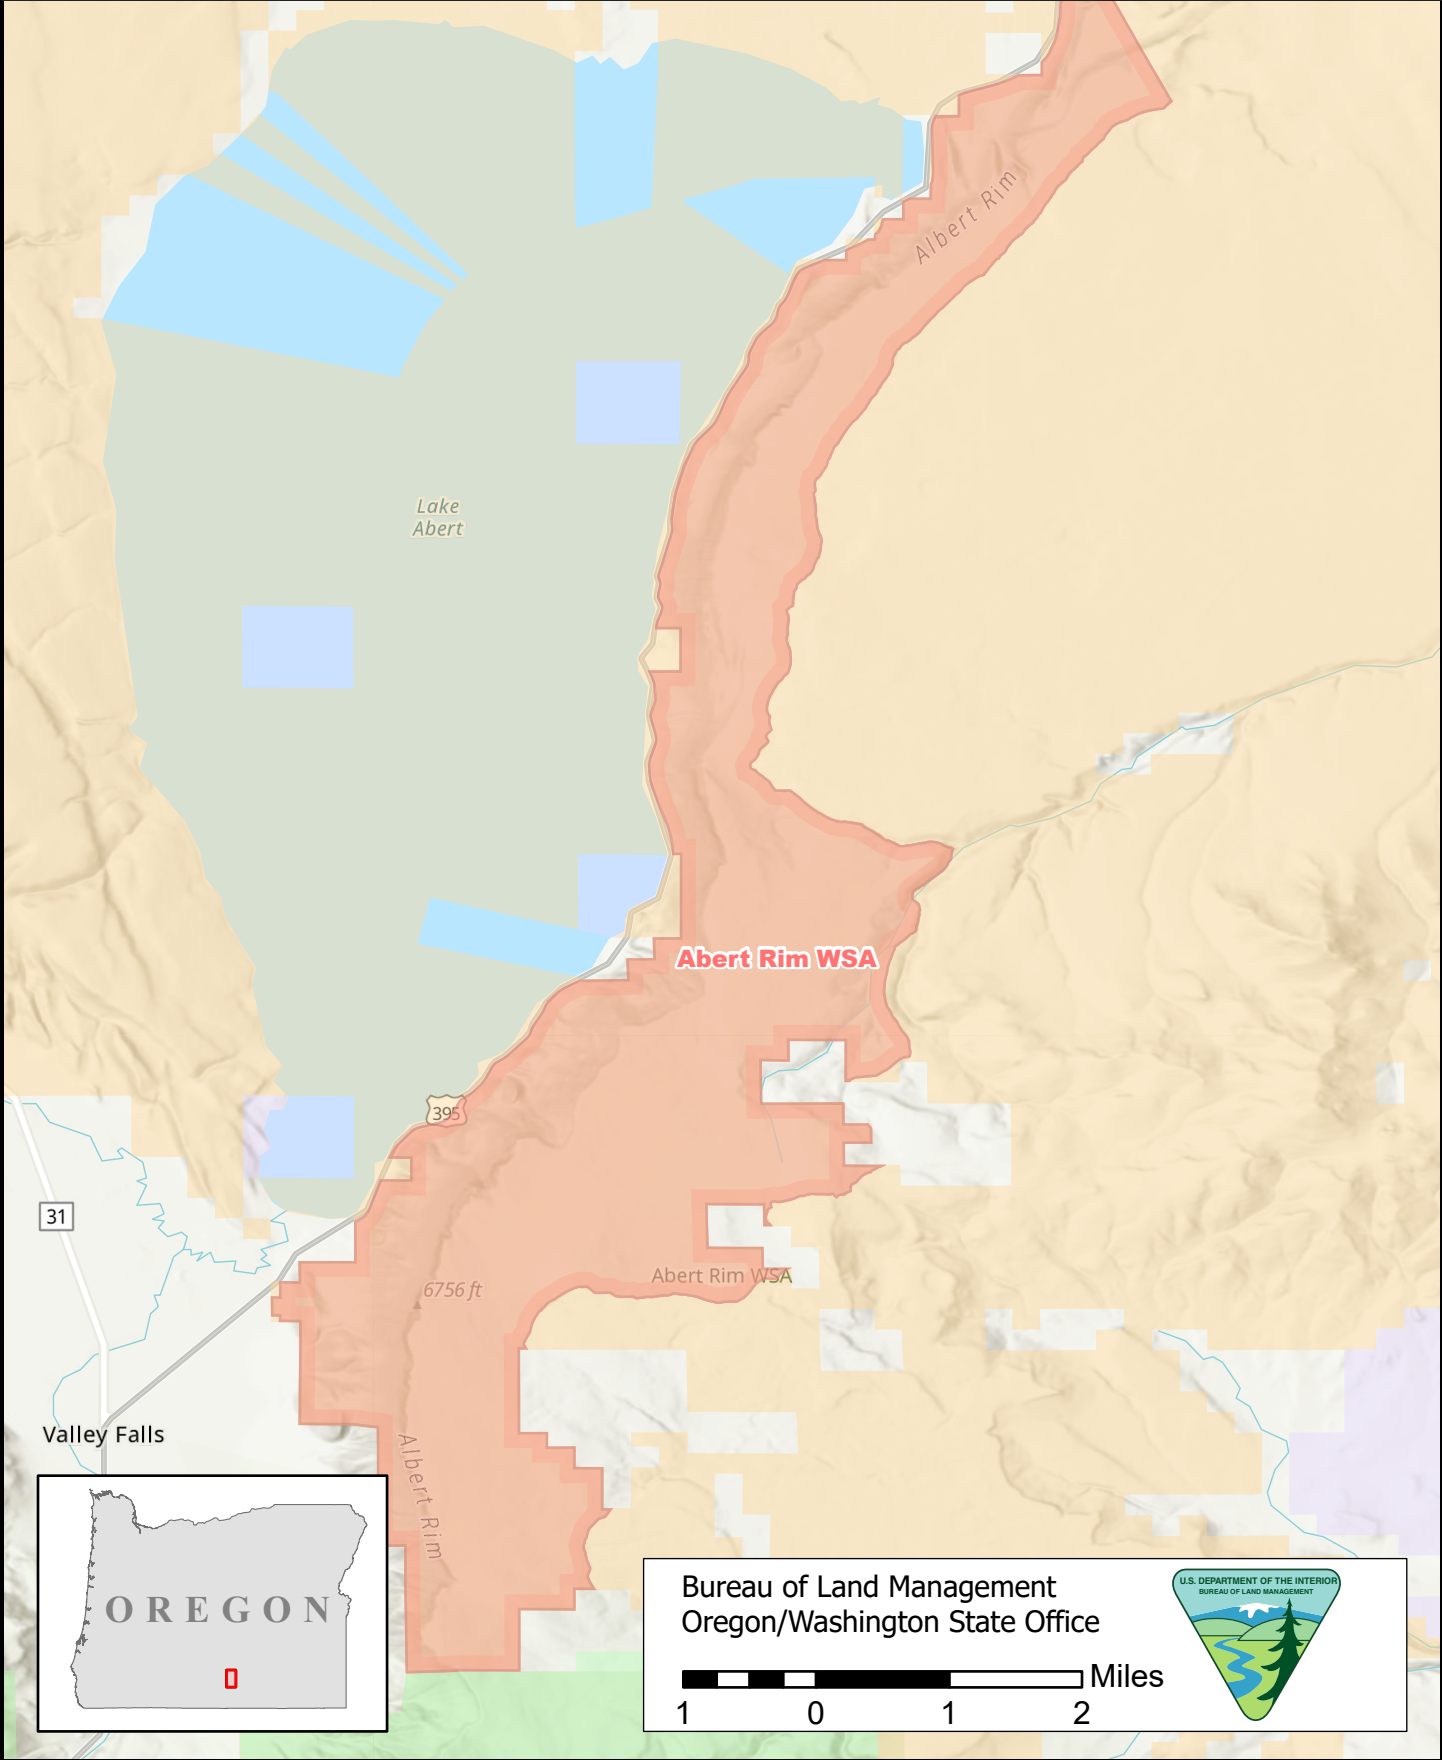 Albert Rim
Lake
Abert
Abert Rim WSA
395
31
6756 ft
Abert Rim WSA
Valley Falls
Albert Rim
OREGON
Bureau of Land Management
Oregon/Washington State Office
Miles
1 0 1 2
U.S. DEPARTMENT OF THE INTERIOR
BUREAU OF LAND MANAGEMENT